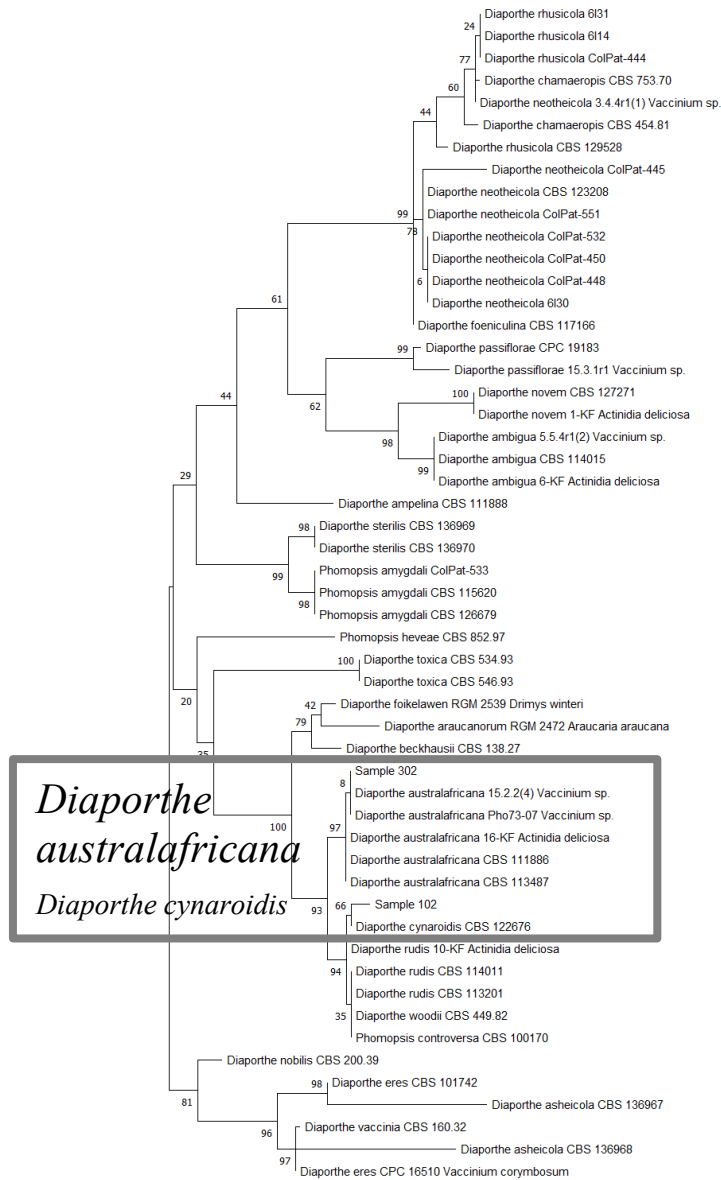 Diaporthe rhusicola 6I31
24
Diaporthe rhusicola 6I14
Diaporthe rhusicola ColPat-444
77
Diaporthe chamaeropis CBS 753.70
60
Diaporthe neotheicola 3.4.4r1(1) Vaccinium sp.
44
Diaporthe chamaeropis CBS 454.81
Diaporthe rhusicola CBS 129528
Diaporthe neotheicola ColPat-445
Diaporthe neotheicola CBS 123208
99
Diaporthe neotheicola ColPat-551
78
Diaporthe neotheicola ColPat-532
Diaporthe neotheicola ColPat-450
6
Diaporthe neotheicola ColPat-448
61
Diaporthe neotheicola 6I30
Diaporthe foeniculina CBS 117166
99
Diaporthe passiflorae CPC 19183
Diaporthe passiflorae 15.3.1r1 Vaccinium sp.
100
Diaporthe novem CBS 127271
44
62
Diaporthe novem 1-KF Actinidia deliciosa
98
Diaporthe ambigua 5.5.4r1(2) Vaccinium sp.
Diaporthe ambigua CBS 114015
99
Diaporthe ambigua 6-KF Actinidia deliciosa
29
Diaporthe ampelina CBS 111888
98
Diaporthe sterilis CBS 136969
Diaporthe sterilis CBS 136970
99
Phomopsis amygdali ColPat-533
Phomopsis amygdali CBS 115620
98
Phomopsis amygdali CBS 126679
Phomopsis heveae CBS 852.97
100
Diaporthe toxica CBS 534.93
Diaporthe toxica CBS 546.93
20
42
Diaporthe foikelawen RGM 2539 Drimys winteri
79
Diaporthe araucanorum RGM 2472 Araucaria araucana
35
Diaporthe beckhausii CBS 138.27
Sample 302
8
Diaporthe australafricana 15.2.2(4) Vaccinium sp.
Diaporthe
Diaporthe australafricana Pho73-07 Vaccinium sp.
100
97
Diaporthe australafricana 16-KF Actinidia deliciosa
australafricana
Diaporthe australafricana CBS 111886
Diaporthe australafricana CBS 113487
Diaporthe cynaroidis
93
66
Sample 102
Diaporthe cynaroidis CBS 122676
Diaporthe rudis 10-KF Actinidia deliciosa
94
Diaporthe rudis CBS 114011
Diaporthe rudis CBS 113201
35
Diaporthe woodii CBS 449.82
Phomopsis controversa CBS 100170
Diaporthe nobilis CBS 200.39
98
Diaporthe eres CBS 101742
81
Diaporthe asheicola CBS 136967
96
Diaporthe vaccinia CBS 160.32
Diaporthe asheicola CBS 136968
97
Diaporthe eres CPC 16510 Vaccinium corymbosum